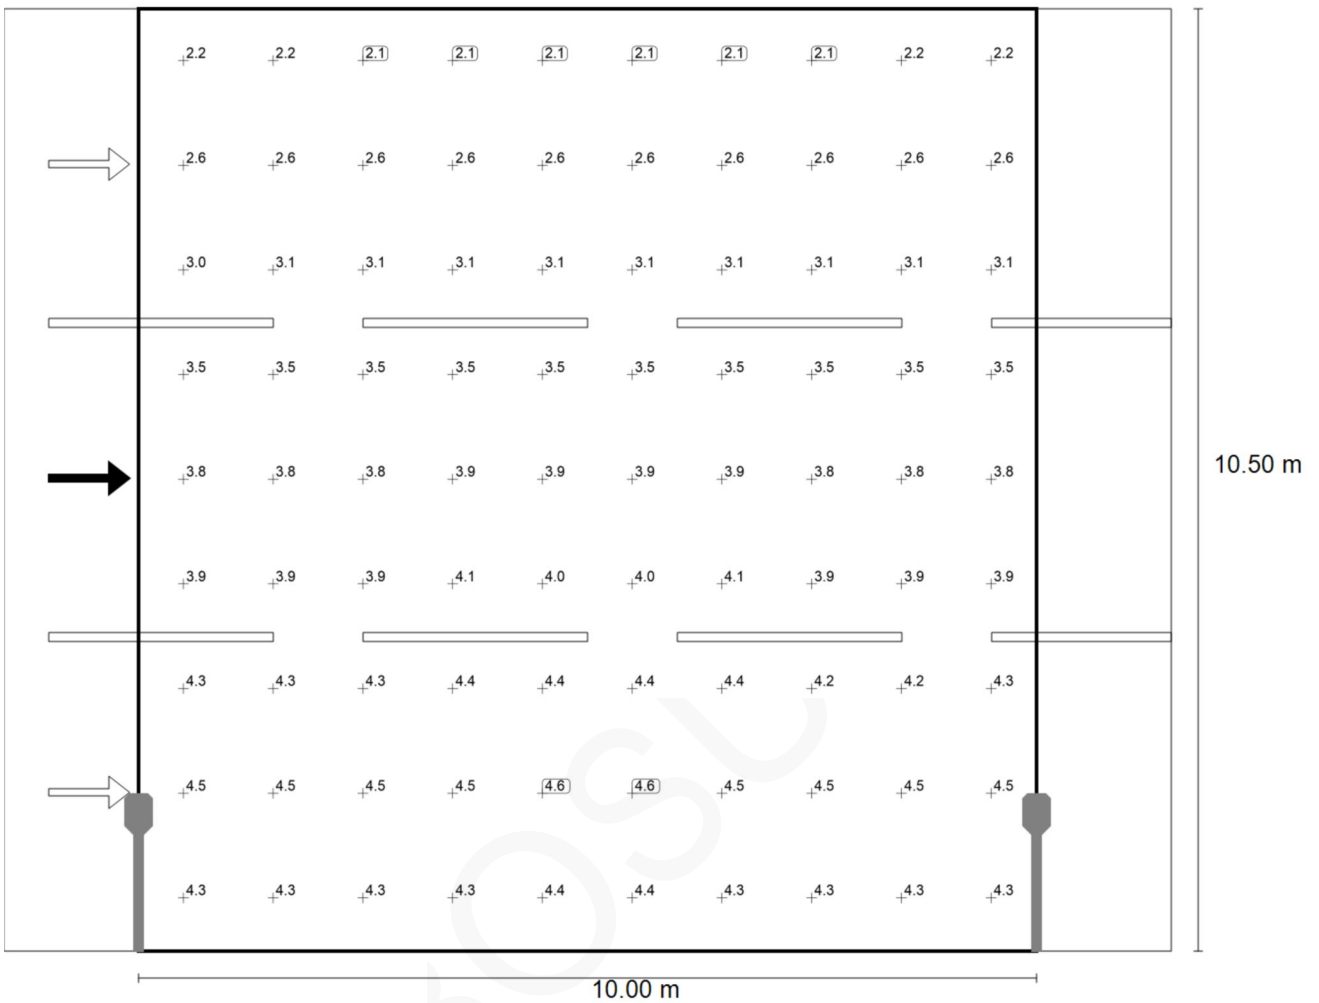 2.2 2.2 2.1 2.1 2.1 2.1 2.1 2.1 2.2 2.2
2.6 2.6 2.6 2.6 2.6 2.6 2.6 2.6 2.6 2.6
3.0 3.1 3.1 3.1 3.1 3.1 3.1 3.1 3.1 3.1
3.5 3.5 3.5 3.5 3.5 3.5 3.5 3.5 3.5 3.5
10.50 m
3.8 3.8 3.8 3.9 3.9 3.9 3.9 3.8 3.8 3.8
3.9 3.9 3.9 4.1 4.0 4.0 4.1 3.9 3.9 3.9
4.3 4.3 4.3 4.4 4.4 4.4 4.4 4.2 4.2 4.3
4.5 4.5 4.5 4.5 4.6 4.6 4.5 4.5 4.5 4.5
4.3 4.3 4.3 4.3 4.4 4.4 4.3 4.3 4.3 4.3
10.00 m